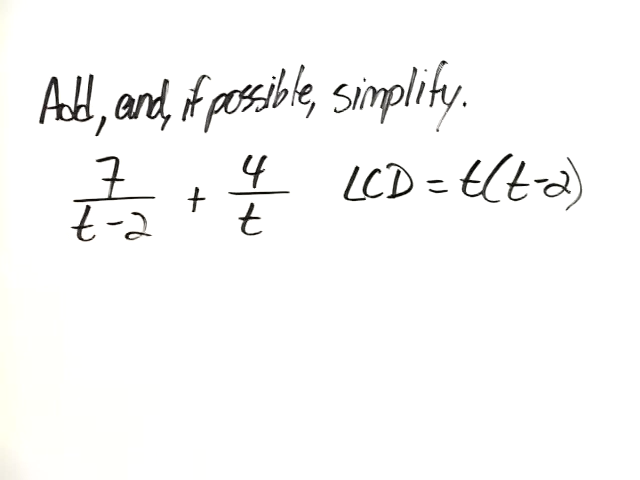 Add, and, if possible, simplify.
7/(t-2) + 4/t LCD = t(t-2)